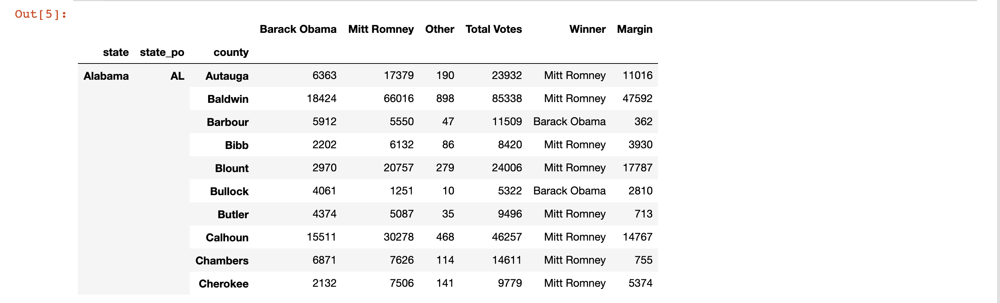 Out[5]:
Barack Obama Mitt Romney Other Total Votes Winner Margin
state state_po county
Alabama AL Autauga 6363 17379 190 23932 Mitt Romney 11016
Baldwin 18424 66016 898 85338 Mitt Romney 47592
Barbour 5912 5550 47 11509 Barack Obama 362
Bibb 2202 6132 86 8420 Mitt Romney 3930
Blount 2970 20757 279 24006 Mitt Romney 17787
Bullock 4061 1251 10 5322 Barack Obama 2810
Butler 4374 5087 35 9496 Mitt Romney 713
Calhoun 15511 30278 468 46257 Mitt Romney 14767
Chambers 6871 7626 114 14611 Mitt Romney 755
Cherokee 2132 7506 141 9779 Mitt Romney 5374